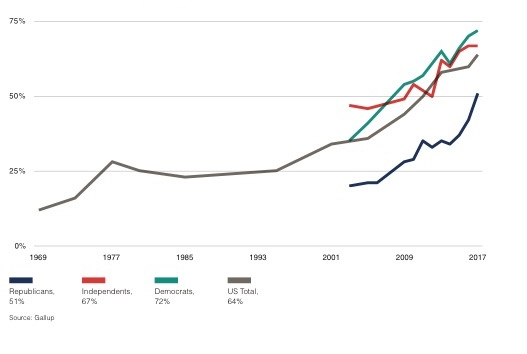 75%
50%
25%
0%
1969 1977 1985 1993 2001 2009 2017
Republicans, Independents, Democrats, US Total,
51% 67% 72% 64%
Source: Gallup